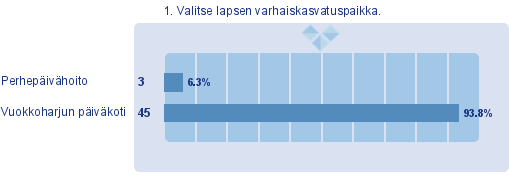 1. Valitse lapsen varhaiskasvatuspaikka.
Perhepäivähoito 3 6.3%
Vuokkoharjun päiväkoti 45 93.8%